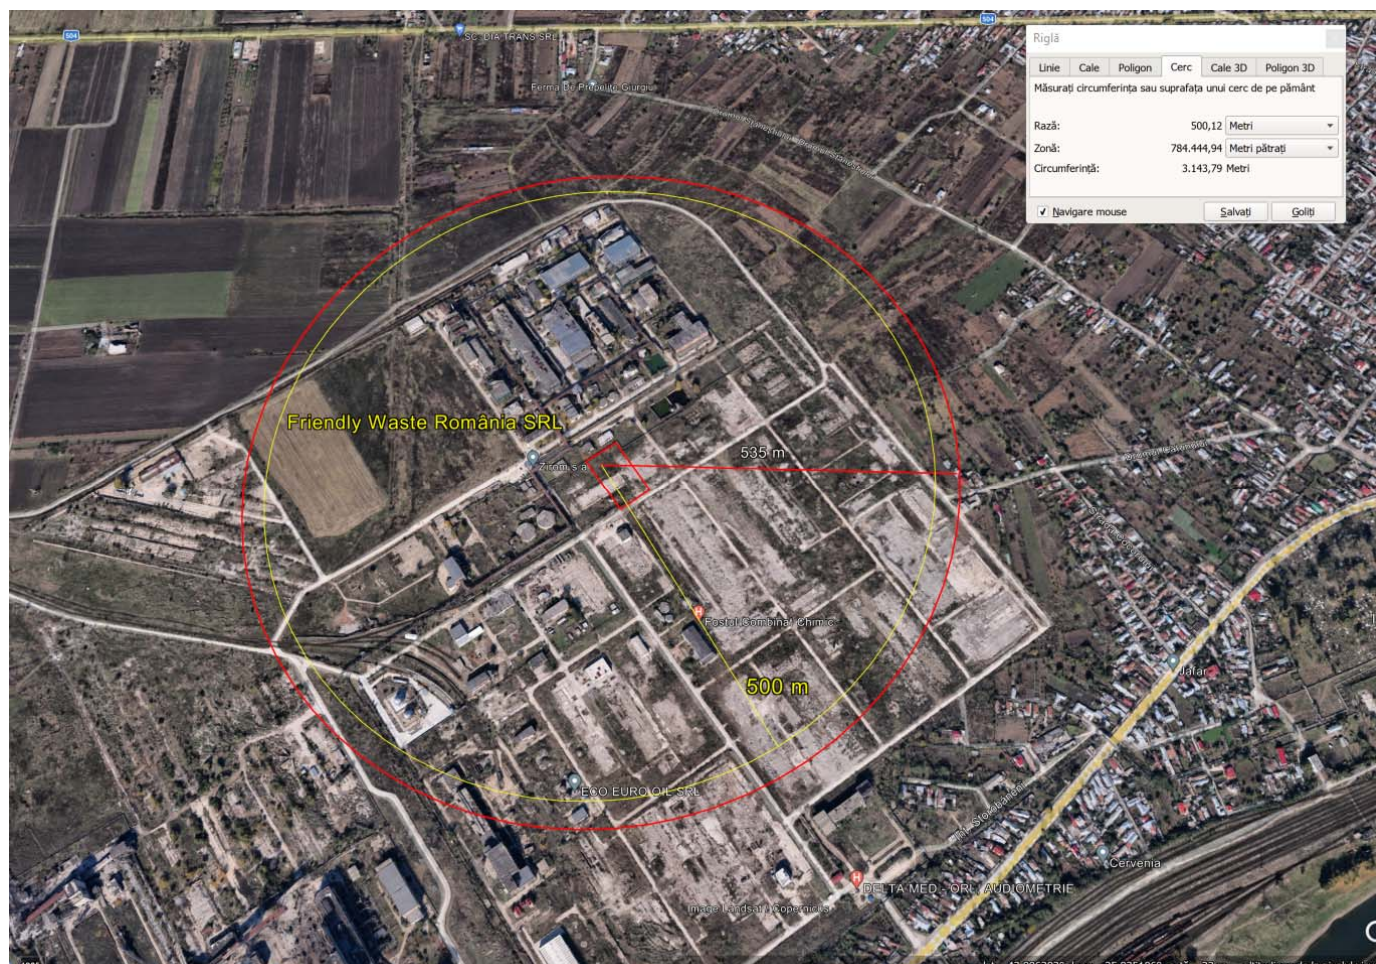 504
504
SC DIA TRANS SRL
Riglă
Linie Cale Poligon Cerc Cale 3D Poligon 3D
Măsurați circumferința sau suprafața unui cerc de pe pământ
Rază: 500,12 Metri
Zonă: 784.444,94 Metri pătrați
Circumferință: 3.143,79 Metri
Navigare mouse Salvați Goliți
Ferma De Prepelite Giurgiu
Friendly Waste România SRL
535 m
Zirom s.a
Fostul Combinat Chimic
500 m
Jafar
ECO EURO OIL SRL
Cervenia
DELTA MED - ORL / AUDIOMETRIE
Image Landsat / Copernicus